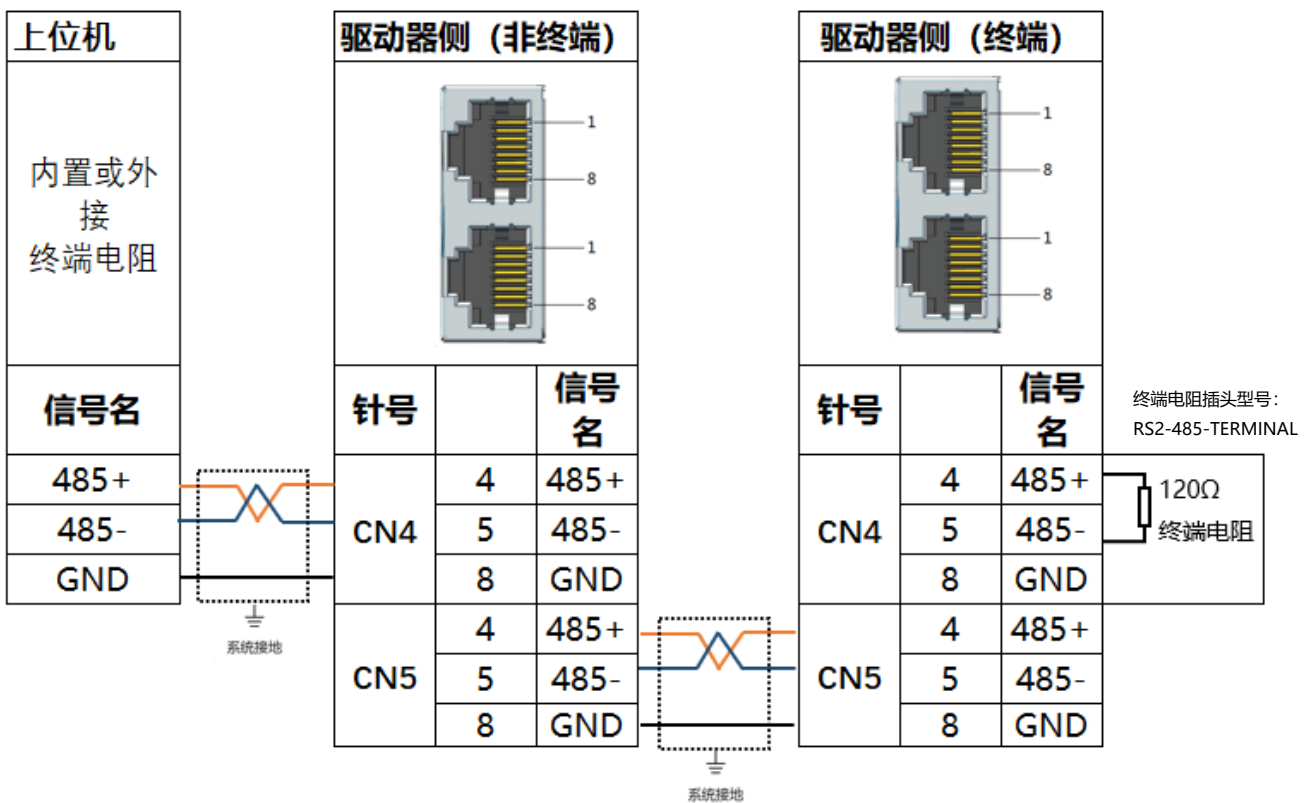 上位机
驱动器侧（非终端）
驱动器侧（终端）
内置或外
接
终端电阻
1
8
1
8
1
8
1
8
信号名
针号
信号
名
针号
信号
名
终端电阻插头型号：
RS2-485-TERMINAL
485+
485-
GND
CN4
4
485+
5
485-
8
GND
CN4
4
485+
5
485-
8
GND
120Ω
终端电阻
系统接地
CN5
4
485+
5
485-
8
GND
CN5
4
485+
5
485-
8
GND
系统接地